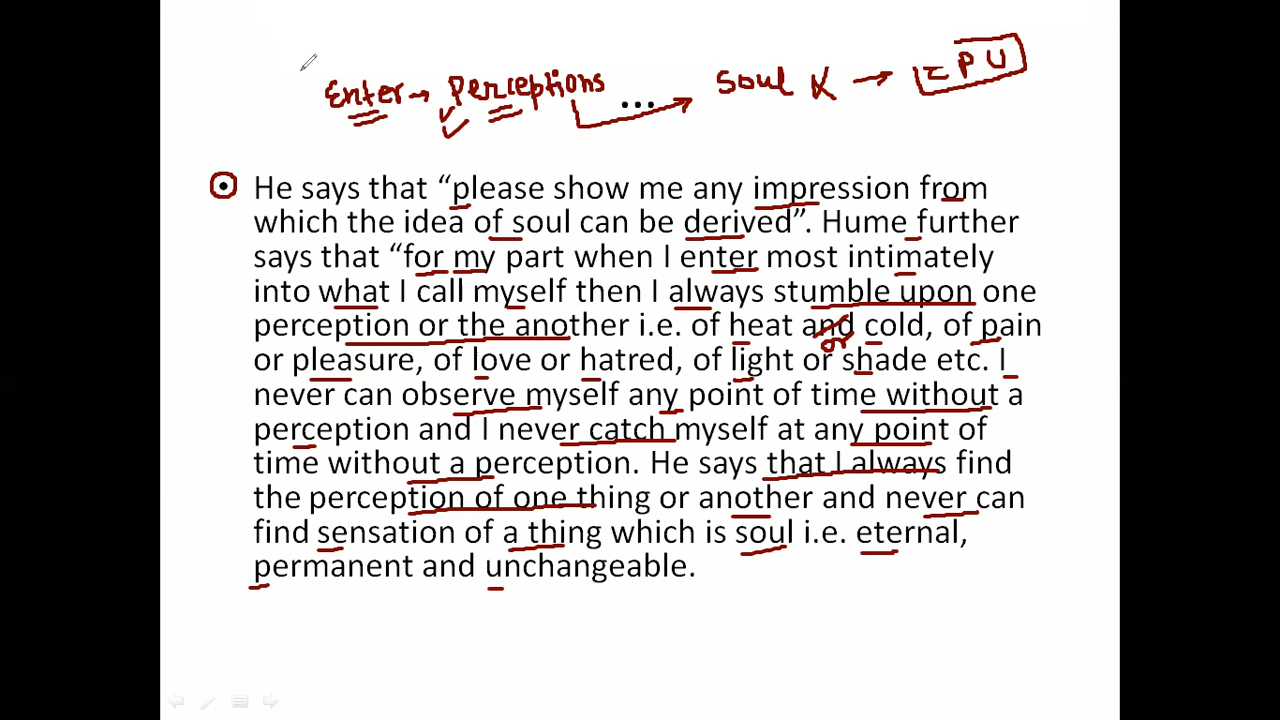 Enter → Perceptions ... Soul K → EPU
He says that “please show me any impression from
which the idea of soul can be derived”. Hume further
says that “for my part when I enter most intimately
into what I call myself then I always stumble upon one
perception or the another i.e. of heat and cold, of pain
or
or pleasure, of love or hatred, of light or shade etc. I
never can observe myself any point of time without a
perception and I never catch myself at any point of
time without a perception. He says that I always find
the perception of one thing or another and never can
find sensation of a thing which is soul i.e. eternal,
permanent and unchangeable.